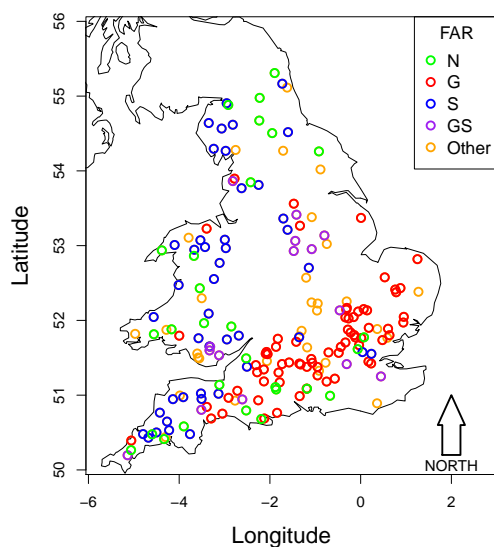 FAR
N
G
S
GS
Other
56
55
54
53
52
51
50
Latitude
NORTH
−6
−4
−2
0
2
Longitude